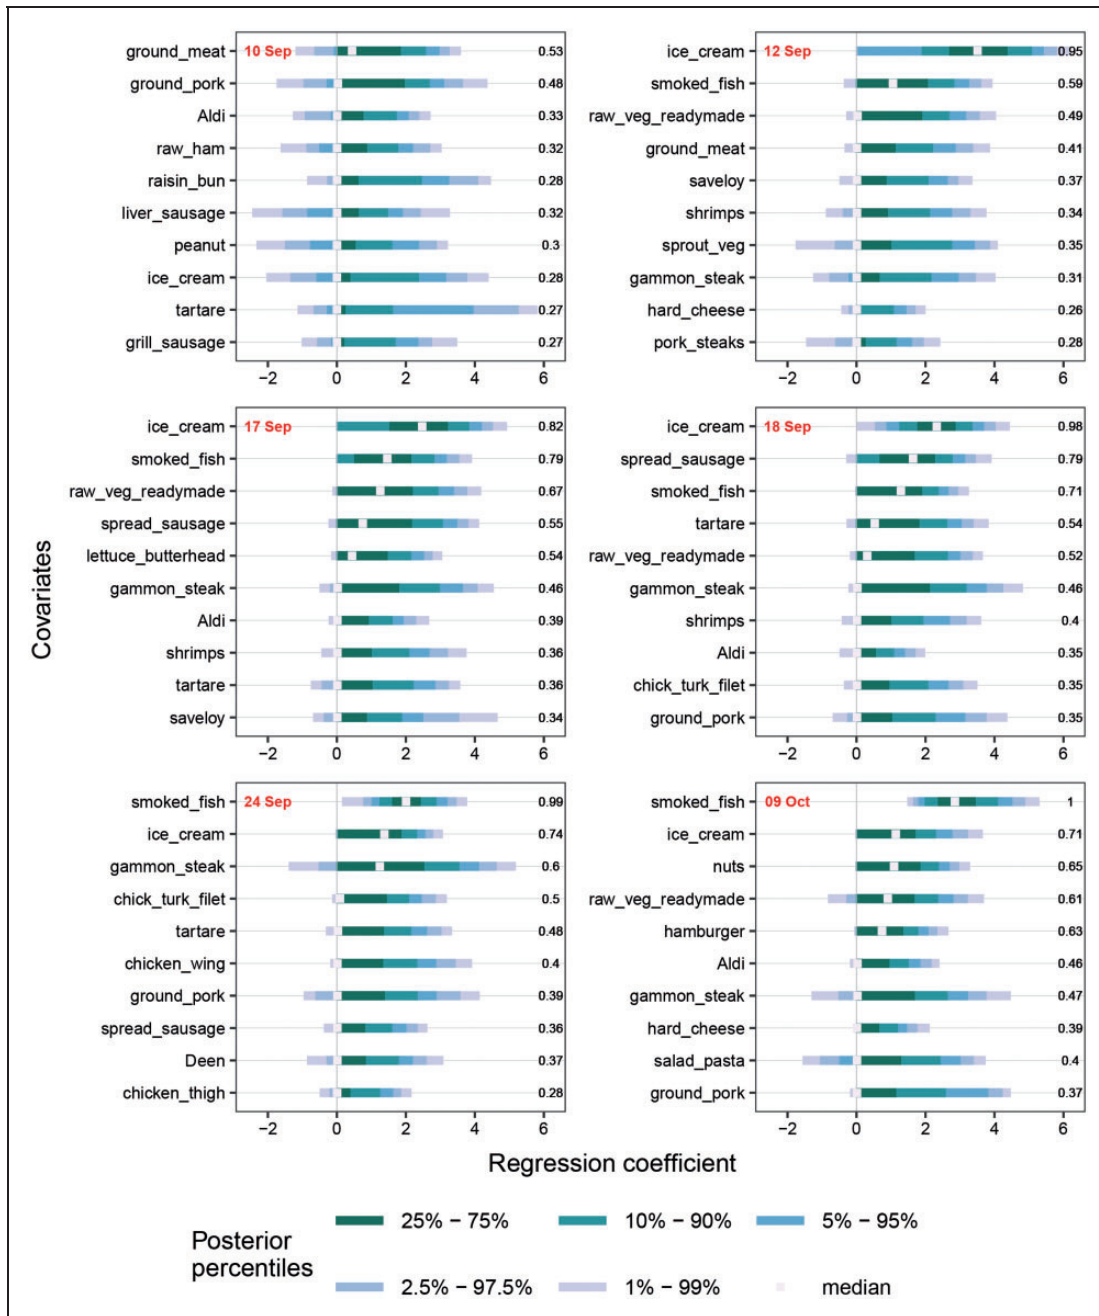 10 Sep
ground_meat 0.53
ground_pork 0.48
Aldi 0.33
raw_ham 0.32
raisin_bun 0.28
liver_sausage 0.32
peanut 0.3
ice_cream 0.28
tartare 0.27
grill_sausage 0.27
−2 0 2 4 6
12 Sep
ice_cream 0.95
smoked_fish 0.59
raw_veg_readymade 0.49
ground_meat 0.41
saveloy 0.37
shrimps 0.34
sprout_veg 0.35
gammon_steak 0.31
hard_cheese 0.26
pork_steaks 0.28
−2 0 2 4 6
17 Sep
ice_cream 0.82
smoked_fish 0.79
raw_veg_readymade 0.67
spread_sausage 0.55
lettuce_butterhead 0.54
gammon_steak 0.46
Aldi 0.39
shrimps 0.36
tartare 0.36
saveloy 0.34
−2 0 2 4 6
18 Sep
ice_cream 0.98
spread_sausage 0.79
smoked_fish 0.71
tartare 0.54
raw_veg_readymade 0.52
gammon_steak 0.46
shrimps 0.4
Aldi 0.35
chick_turk_filet 0.35
ground_pork 0.35
−2 0 2 4 6
24 Sep
smoked_fish 0.99
ice_cream 0.74
gammon_steak 0.6
chick_turk_filet 0.5
tartare 0.48
chicken_wing 0.4
ground_pork 0.39
spread_sausage 0.36
Deen 0.37
chicken_thigh 0.28
−2 0 2 4 6
09 Oct
smoked_fish 1
ice_cream 0.71
nuts 0.65
raw_veg_readymade 0.61
hamburger 0.63
Aldi 0.46
gammon_steak 0.47
hard_cheese 0.39
salad_pasta 0.4
ground_pork 0.37
−2 0 2 4 6
Covariates
Regression coefficient
Posterior
percentiles
25% − 75% 10% − 90% 5% − 95%
2.5% − 97.5% 1% − 99% median